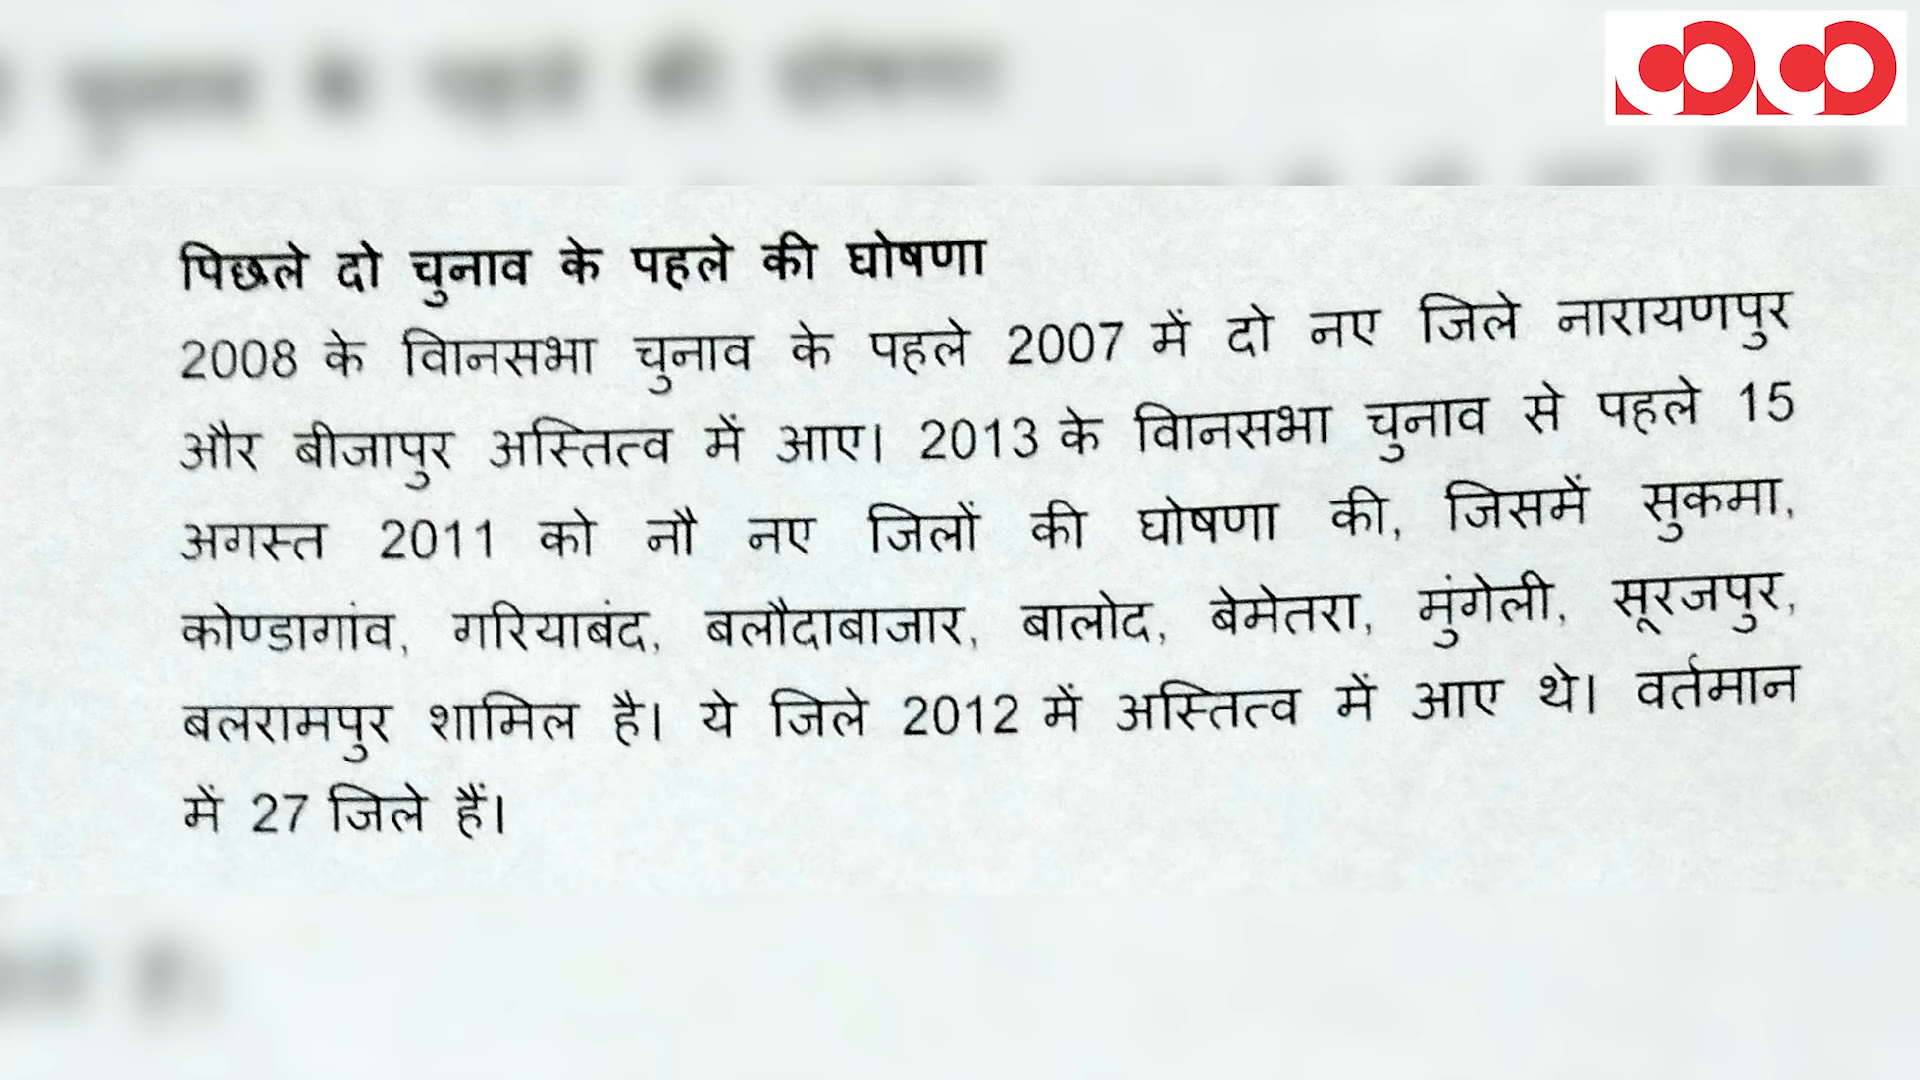 पिछले दो चुनाव के पहले की घोषणा
2008 के विानसभा चुनाव के पहले 2007 में दो नए जिले नारायणपुर
और बीजापुर अस्तित्व में आए। 2013 के विानसभा चुनाव से पहले 15
अगस्त 2011 को नौ नए जिलों की घोषणा की, जिसमें सुकमा,
कोण्डागांव, गरियाबंद, बलौदाबाजार, बालोद, बेमेतरा, मुंगेली, सूरजपुर,
बलरामपुर शामिल है। ये जिले 2012 में अस्तित्व में आए थे। वर्तमान
में 27 जिले हैं।